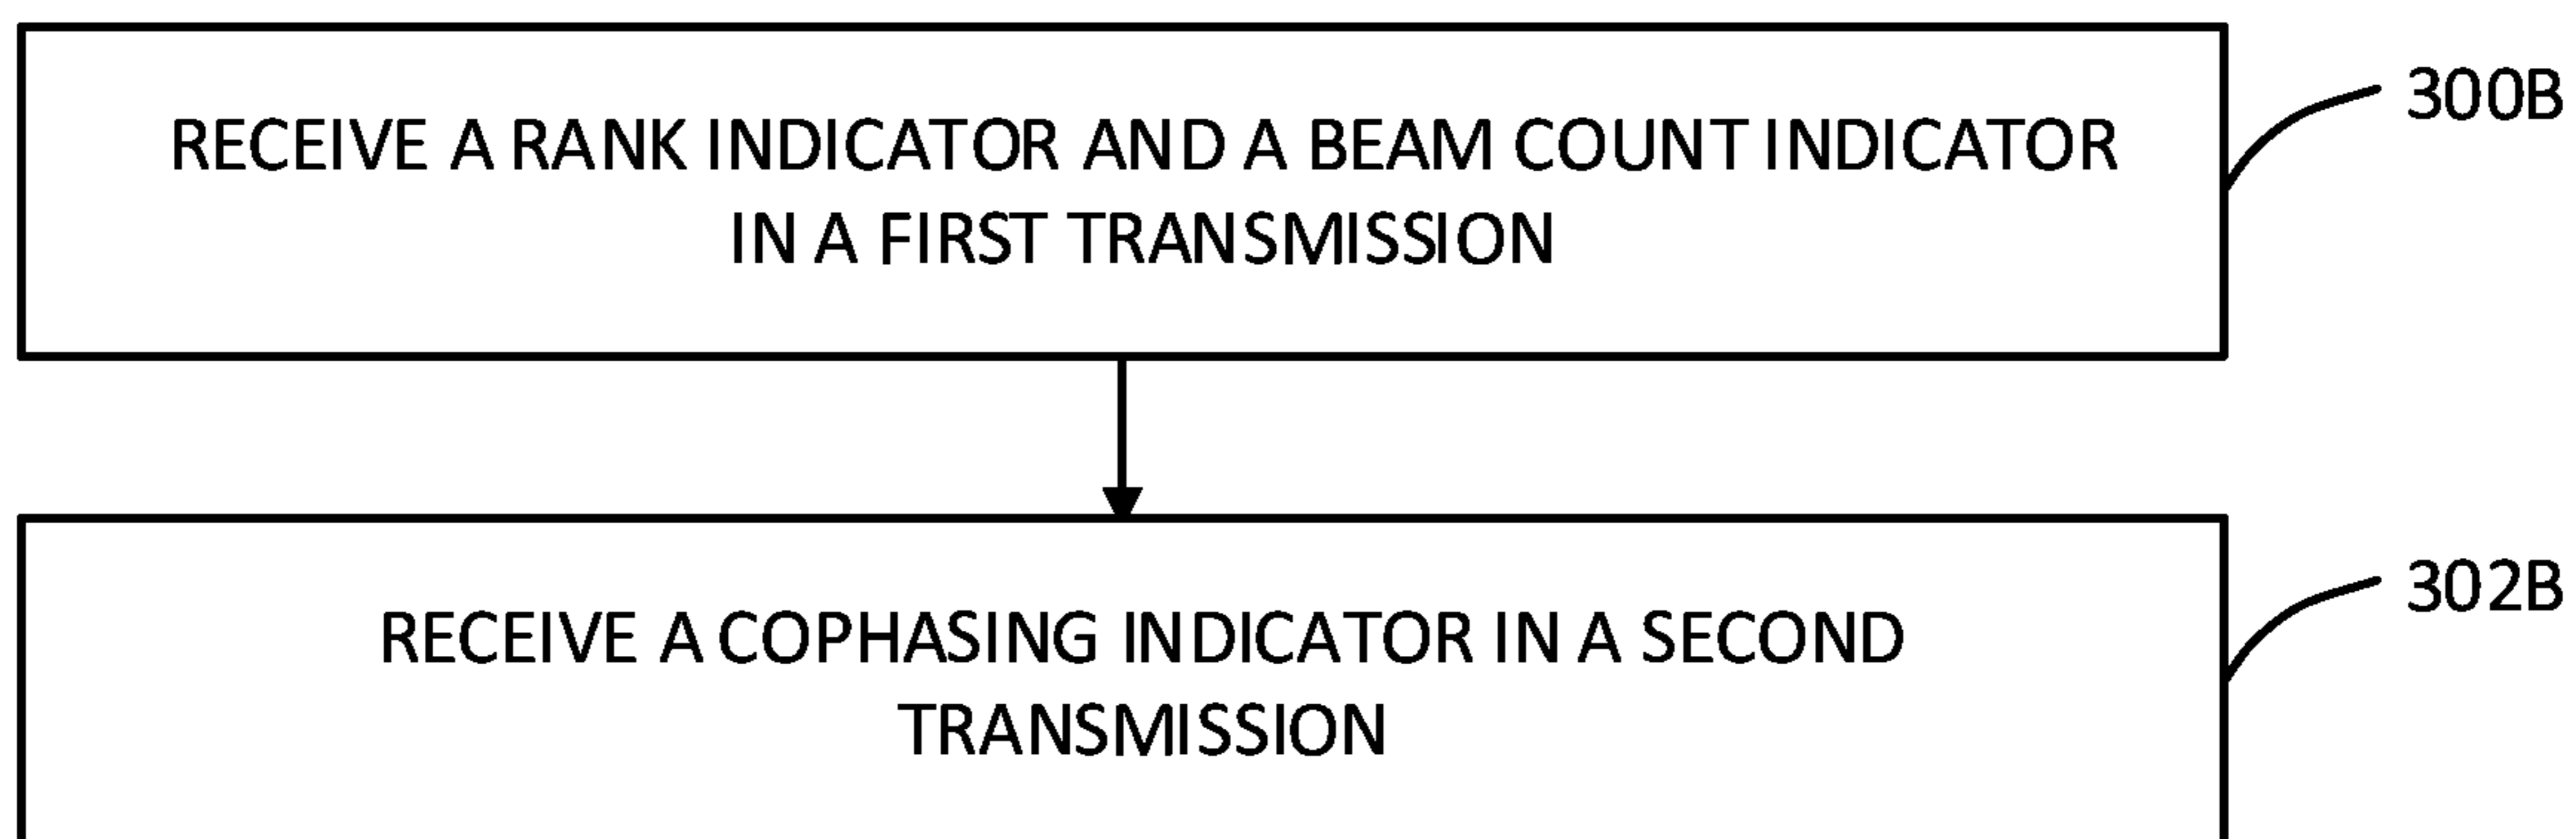 RECEIVE A RANK INDICATOR AND A BEAM COUNT INDICATOR
IN A FIRST TRANSMISSION
300B
RECEIVE A COPHASING INDICATOR IN A SECOND
TRANSMISSION
302B